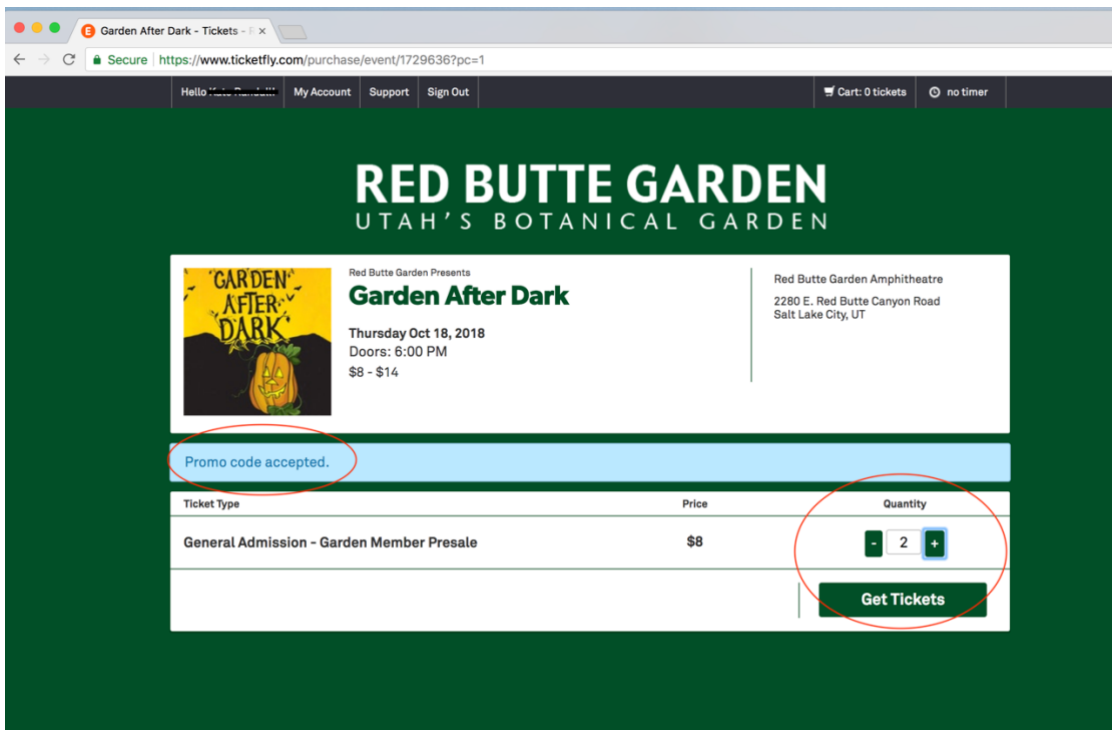 Garden After Dark - Tickets -
Secure https://www.ticketfly.com/purchase/event/1729636?pc=1
Hello My Account Support Sign Out Cart: 0 tickets no timer
RED BUTTE GARDEN
UTAH'S BOTANICAL GARDEN
GARDEN
AFTER
DARK
Red Butte Garden Presents
Garden After Dark
Thursday Oct 18, 2018
Doors: 6:00 PM
$8 - $14
Red Butte Garden Amphitheatre
2280 E. Red Butte Canyon Road
Salt Lake City, UT
Promo code accepted.
Ticket Type Price Quantity
General Admission - Garden Member Presale $8 - 2 +
Get Tickets